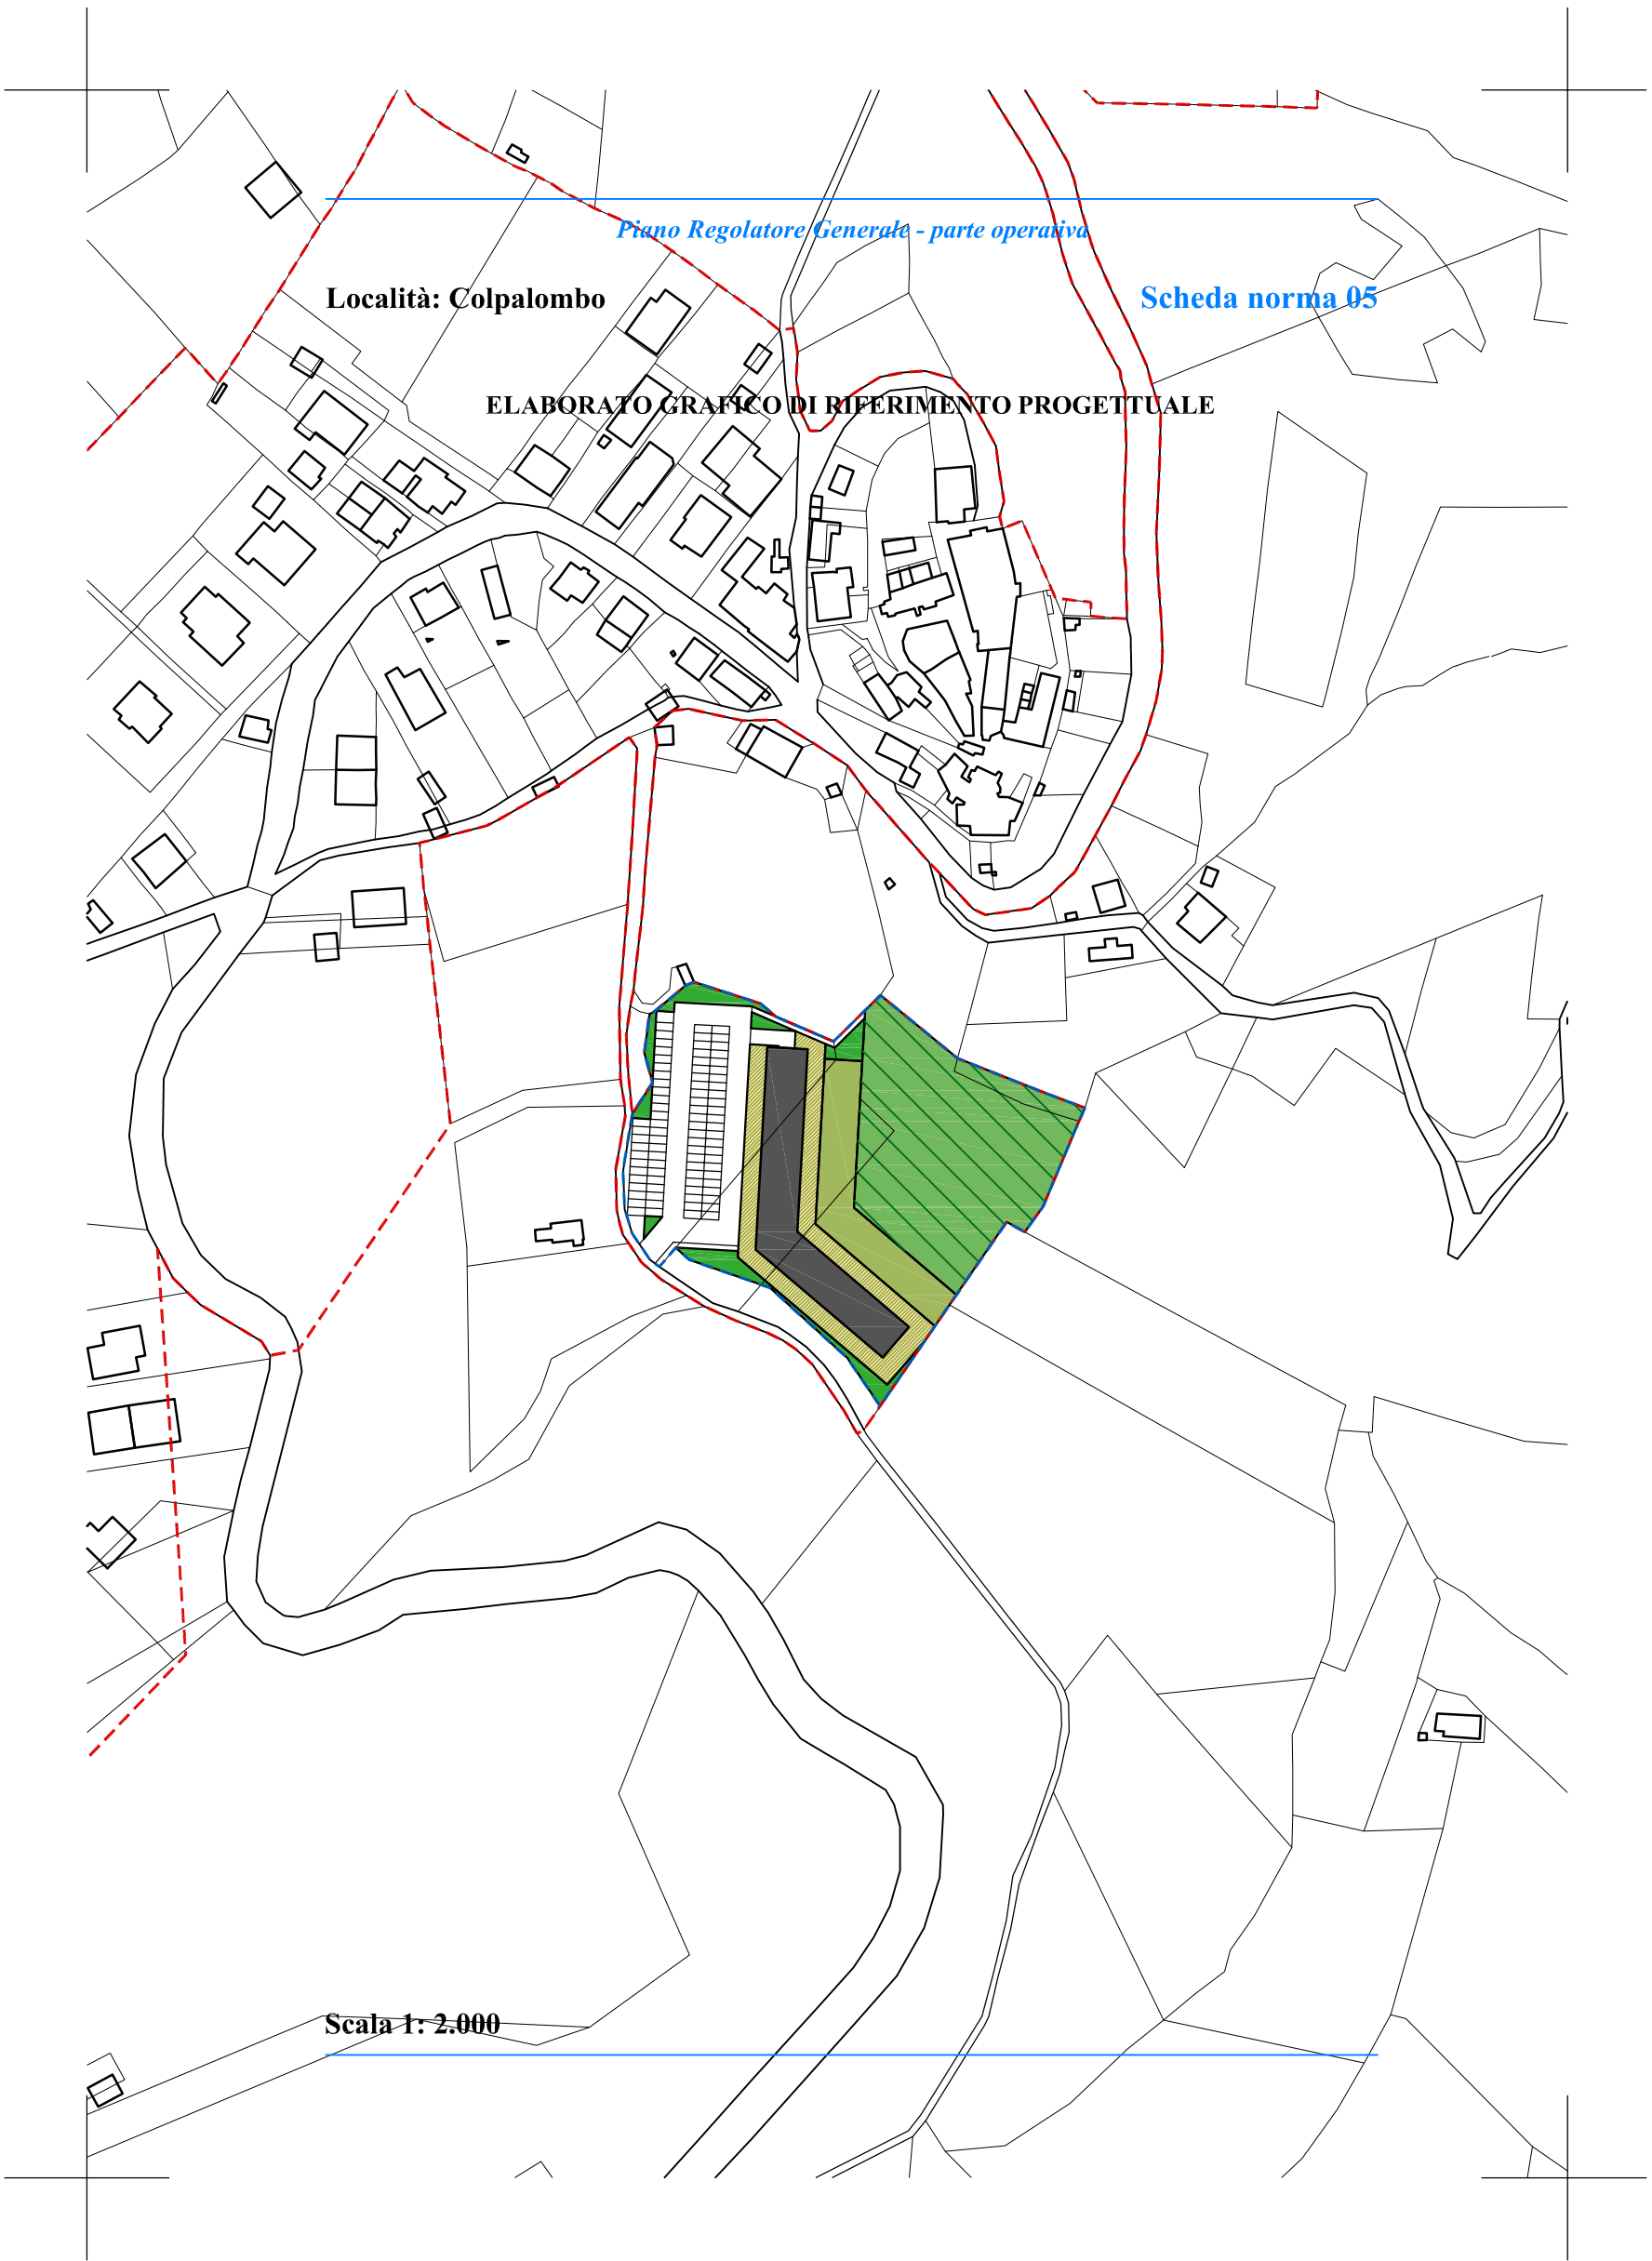 Piano Regolatore Generale - parte operativa
Località: Colpalombo
Scheda norma 05
ELABORATO GRAFICO DI RIFERIMENTO PROGETTUALE
Scala 1: 2.000